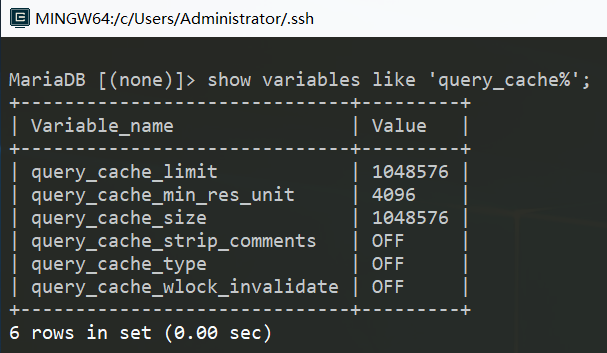 MINGW64:/c/Users/Administrator/.ssh
MariaDB [(none)]> show variables like 'query_cache%';
+------------------------------+---------+
| Variable_name                | Value   |
+------------------------------+---------+
| query_cache_limit            | 1048576 |
| query_cache_min_res_unit     | 4096    |
| query_cache_size             | 1048576 |
| query_cache_strip_comments   | OFF     |
| query_cache_type             | OFF     |
| query_cache_wlock_invalidate | OFF     |
+------------------------------+---------+
6 rows in set (0.00 sec)